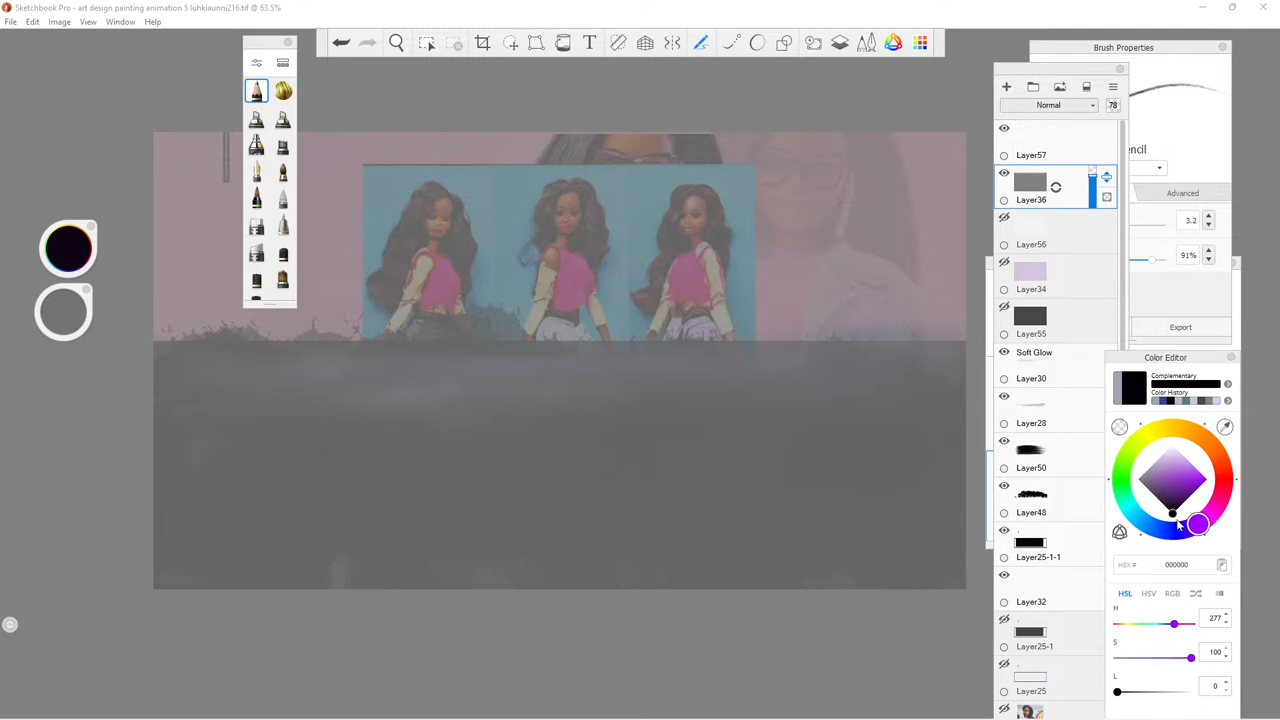 Sketchbook Pro - art design painting animation 5 luhkiaunni216.tif @ 63.5%
File Edit Image View Window Help
T
Brush Properties
Normal 78
Layer57
encil
Layer36
Advanced
3.2
Layer56
91%
Layer34
Layer55
Export
Soft Glow
Color Editor
Layer30
Complementary
Color History
Layer28
Layer50
Layer48
Layer25-1-1
HEX # 000000
HSL HSV RGB
Layer32
H
277
Layer25-1
S
100
Layer25
L
0